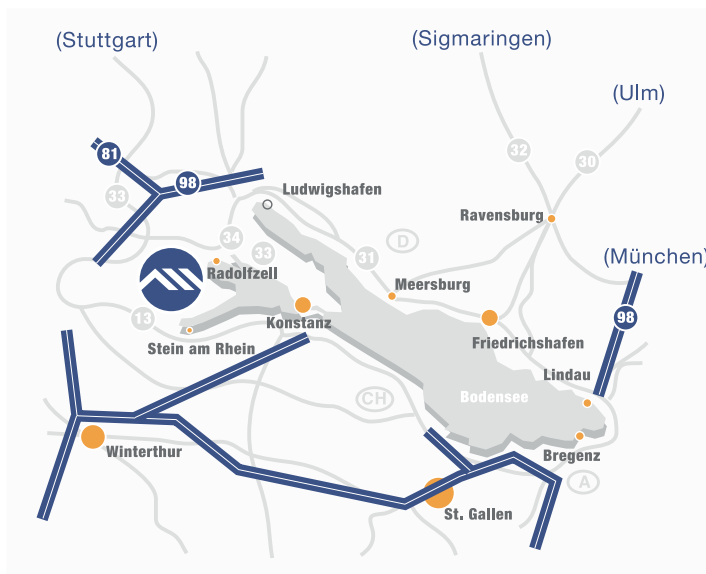 (Stuttgart)
(Sigmaringen)
(Ulm)
81
98
32
30
33
Ludwigshafen
Ravensburg
34
33
31
D
(München)
Radolfzell
Meersburg
13
Konstanz
98
Stein am Rhein
Friedrichshafen
Lindau
CH
Bodensee
Winterthur
Bregenz
A
St. Gallen